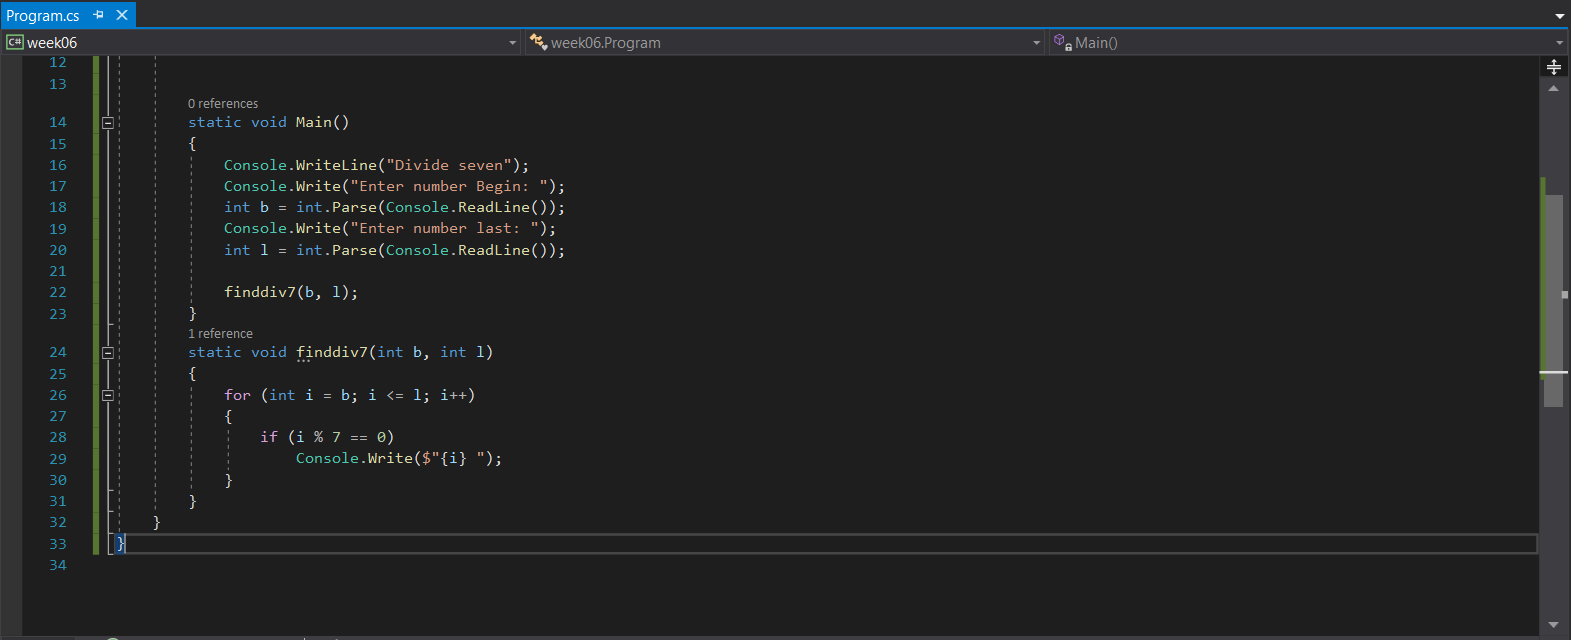 Program.cs
C# week06 week06.Program Main()
12
13
0 references
14 static void Main()
15 {
16 Console.WriteLine("Divide seven");
17 Console.Write("Enter number Begin: ");
18 int b = int.Parse(Console.ReadLine());
19 Console.Write("Enter number last: ");
20 int l = int.Parse(Console.ReadLine());
21
22 finddiv7(b, l);
23 }
1 reference
24 static void finddiv7(int b, int l)
25 {
26 for (int i = b; i <= l; i++)
27 {
28 if (i % 7 == 0)
29 Console.Write($"{i} ");
30 }
31 }
32 }
33 }
34